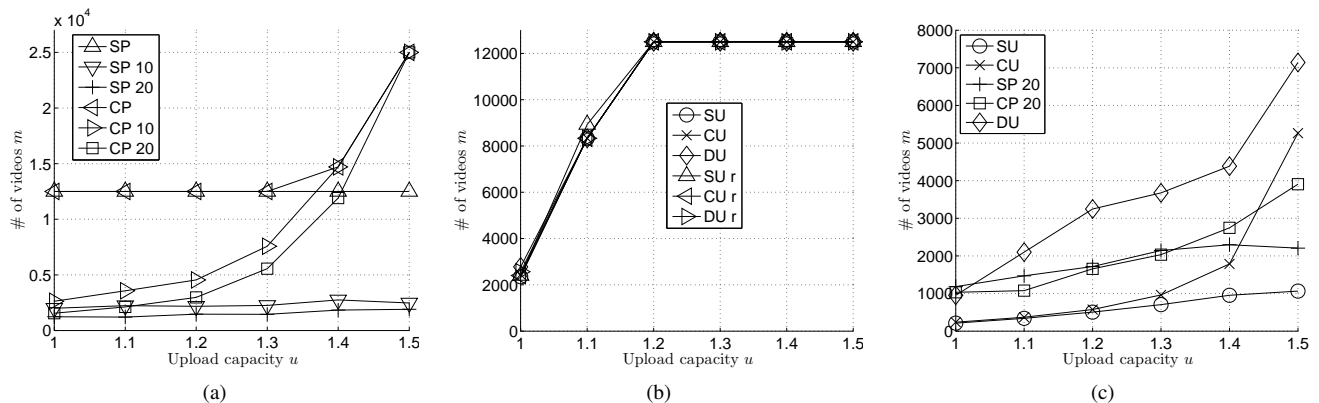 x 10⁴
2.5
1.5
1
0.5
0
1
1.1
1.2
1.3
1.4
1.5
# of videos m
Upload capacity u
SP
SP 10
SP 20
CP
CP 10
CP 20
(a)
12000
10000
8000
6000
4000
2000
0
1
1.1
1.2
1.3
1.4
1.5
# of videos m
Upload capacity u
SU
CU
DU
SU r
CU r
DU r
(b)
8000
7000
6000
5000
4000
3000
2000
1000
0
1
1.1
1.2
1.3
1.4
1.5
# of videos m
Upload capacity u
SU
CU
SP 20
CP 20
DU
(c)